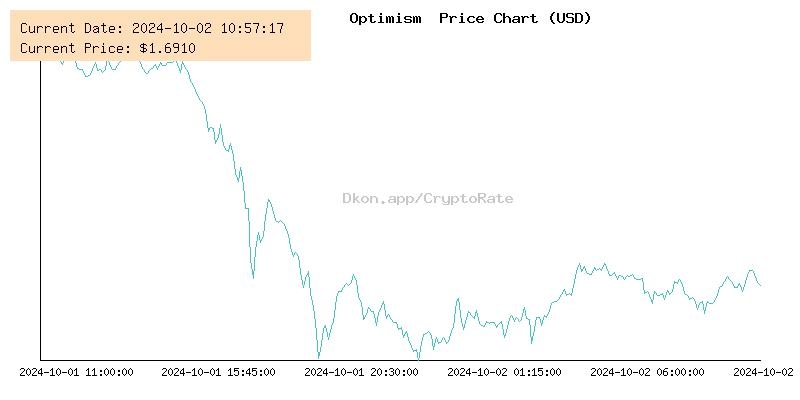 Optimism  Price Chart (USD)
Current Date: 2024-10-02 10:57:17
Current Price: $1.6910
Dkon.app/CryptoRate
2024-10-01 11:00:00 2024-10-01 15:45:00 2024-10-01 20:30:00 2024-10-02 01:15:00 2024-10-02 06:00:00 2024-10-02